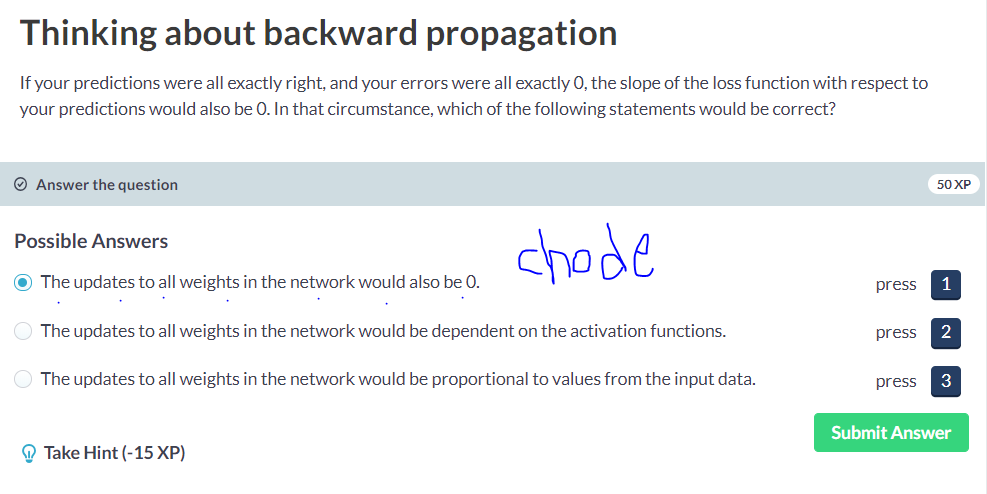 Thinking about backward propagation
If your predictions were all exactly right, and your errors were all exactly 0, the slope of the loss function with respect to
your predictions would also be 0. In that circumstance, which of the following statements would be correct?
Answer the question
50 XP
Possible Answers
chode
The updates to all weights in the network would also be 0.
press 1
The updates to all weights in the network would be dependent on the activation functions.
press 2
The updates to all weights in the network would be proportional to values from the input data.
press 3
Submit Answer
Take Hint (-15 XP)